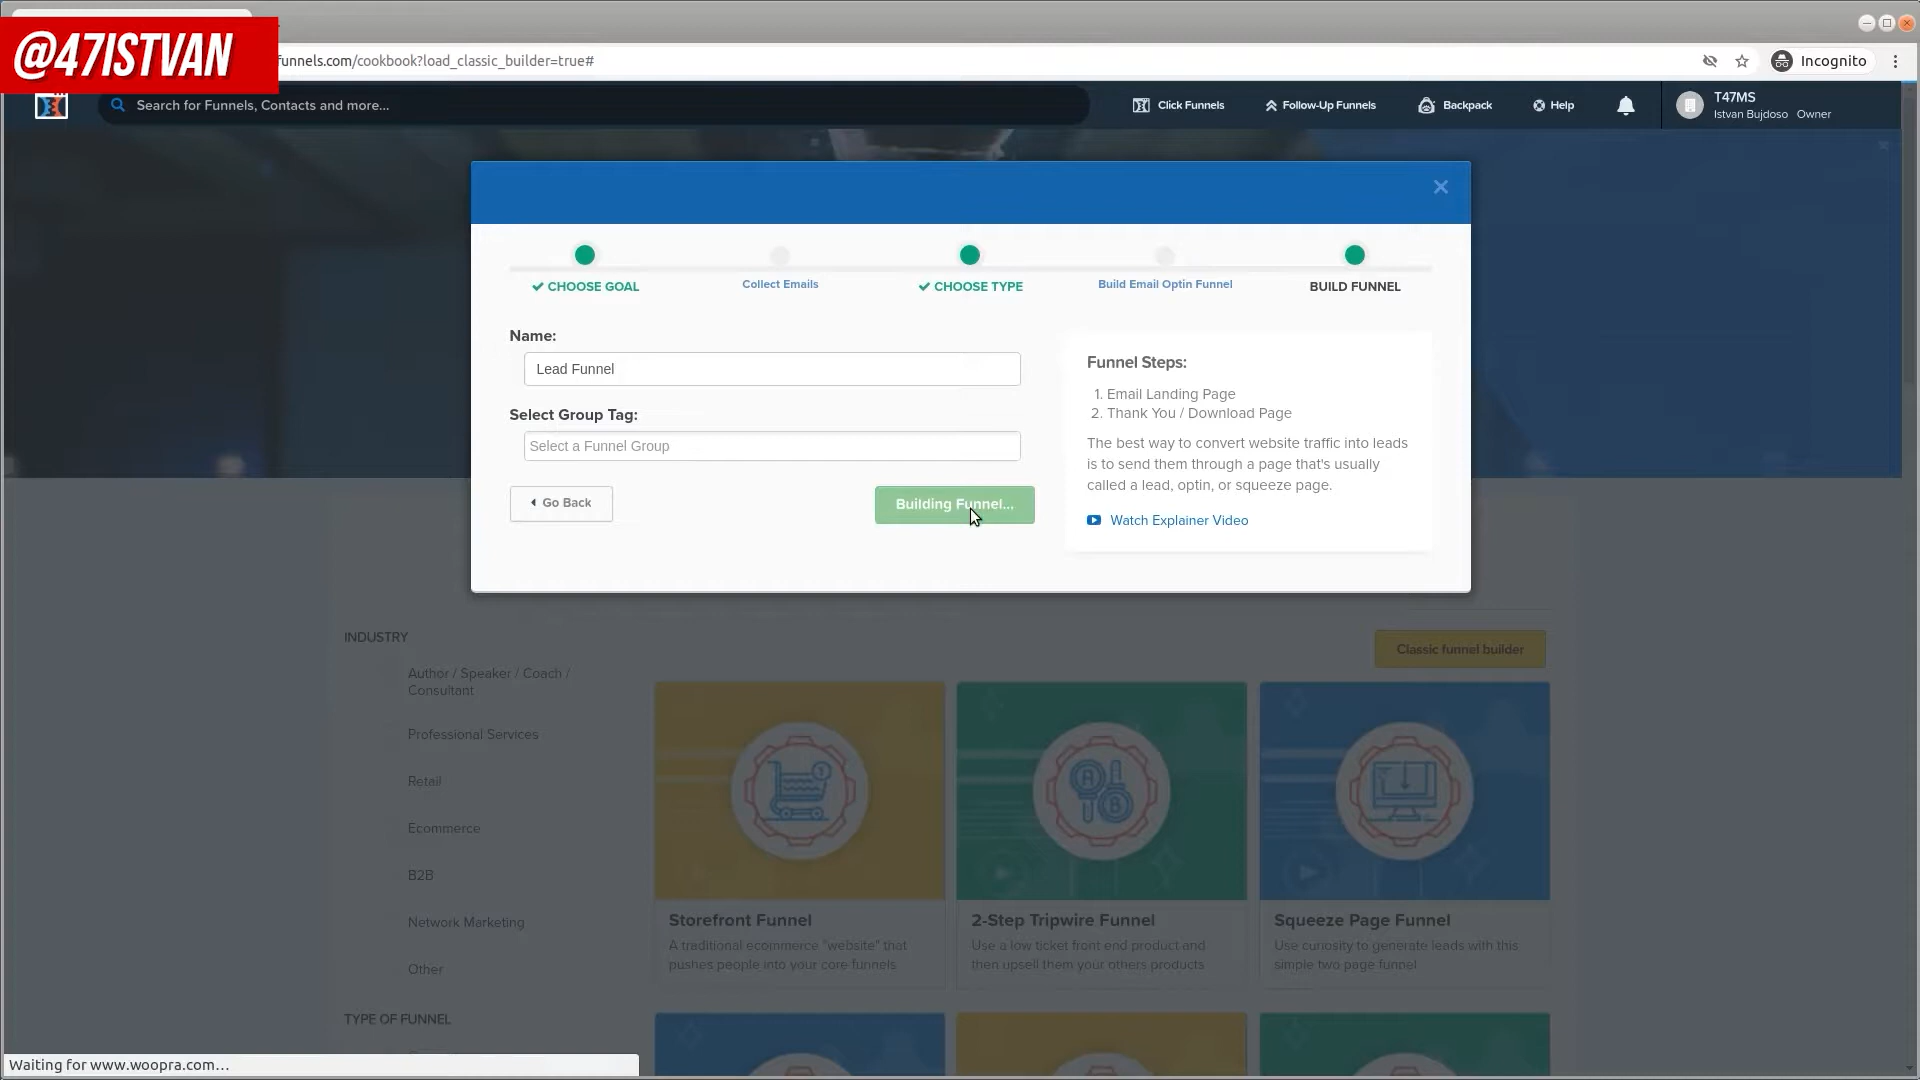 @47ISTVAN
funnels.com/cookbook?load_classic_builder=true#
Incognito
Search for Funnels, Contacts and more...
Click Funnels
Follow-Up Funnels
Backpack
Help
T47MS
Istvan Bujdoso Owner
CHOOSE GOAL
Collect Emails
CHOOSE TYPE
Build Email Optin Funnel
BUILD FUNNEL
Name:
Lead Funnel
Select Group Tag:
Select a Funnel Group
Go Back
Building Funnel...
Funnel Steps:
1. Email Landing Page
2. Thank You / Download Page
The best way to convert website traffic into leads
is to send them through a page that's usually
called a lead, optin, or squeeze page.
Watch Explainer Video
INDUSTRY
Author / Speaker / Coach /
Consultant
Professional Services
Retail
Ecommerce
B2B
Network Marketing
Other
TYPE OF FUNNEL
Classic funnel builder
Storefront Funnel
A traditional ecommerce "website" that
pushes people into your core funnels
2-Step Tripwire Funnel
Use a low ticket front end product and
then upsell them your others products
Squeeze Page Funnel
Use curiosity to generate leads with this
simple two page funnel
Waiting for www.woopra.com...